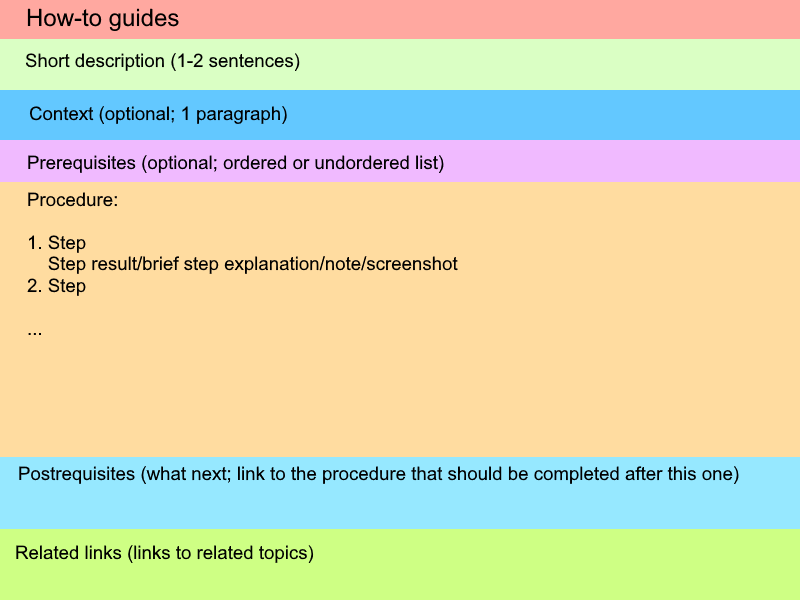 How-to guides
Short description (1-2 sentences)
Context (optional; 1 paragraph)
Prerequisites (optional; ordered or undordered list)
Procedure:
1. Step
Step result/brief step explanation/note/screenshot
2. Step
...
Postrequisites (what next; link to the procedure that should be completed after this one)
Related links (links to related topics)